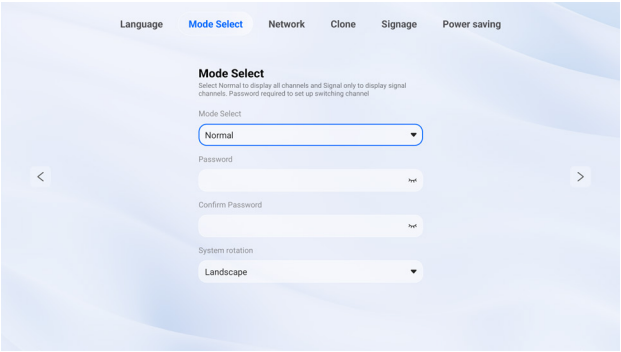 Language Mode Select Network Clone Signage Power saving
Mode Select
Select Normal to display all channels and Signal only to display signal
channels. Password required to set up switching channel
Mode Select
Normal
Password
Confirm Password
System rotation
Landscape